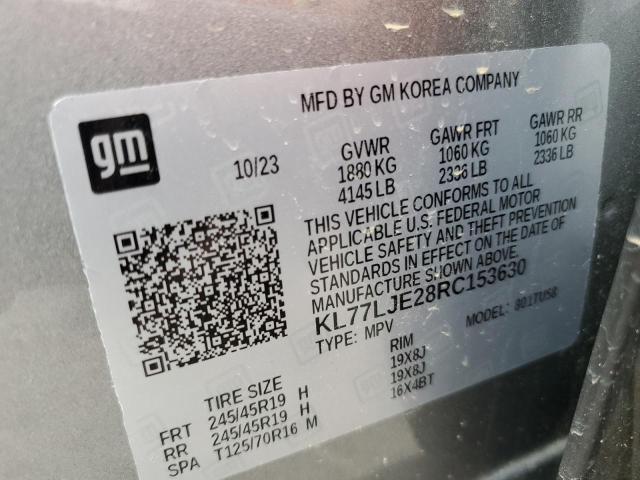 MFD BY GM KOREA COMPANY
gm
10/23
GVWR GAWR FRT GAWR RR
1880 KG 1060 KG 1060 KG
4145 LB 2336 LB 2336 LB
THIS VEHICLE CONFORMS TO ALL
APPLICABLE U.S. FEDERAL MOTOR
VEHICLE SAFETY AND THEFT PREVENTION
STANDARDS IN EFFECT ON THE DATE OF
MANUFACTURE SHOWN ABOVE.
KL77LJE28RC153630
TYPE: MPV MODEL: 801TUS8
TIRE SIZE RIM
FRT 245/45R19 H 19X8J
RR 245/45R19 H 19X8J
SPA T125/70R16 M 16X4BT